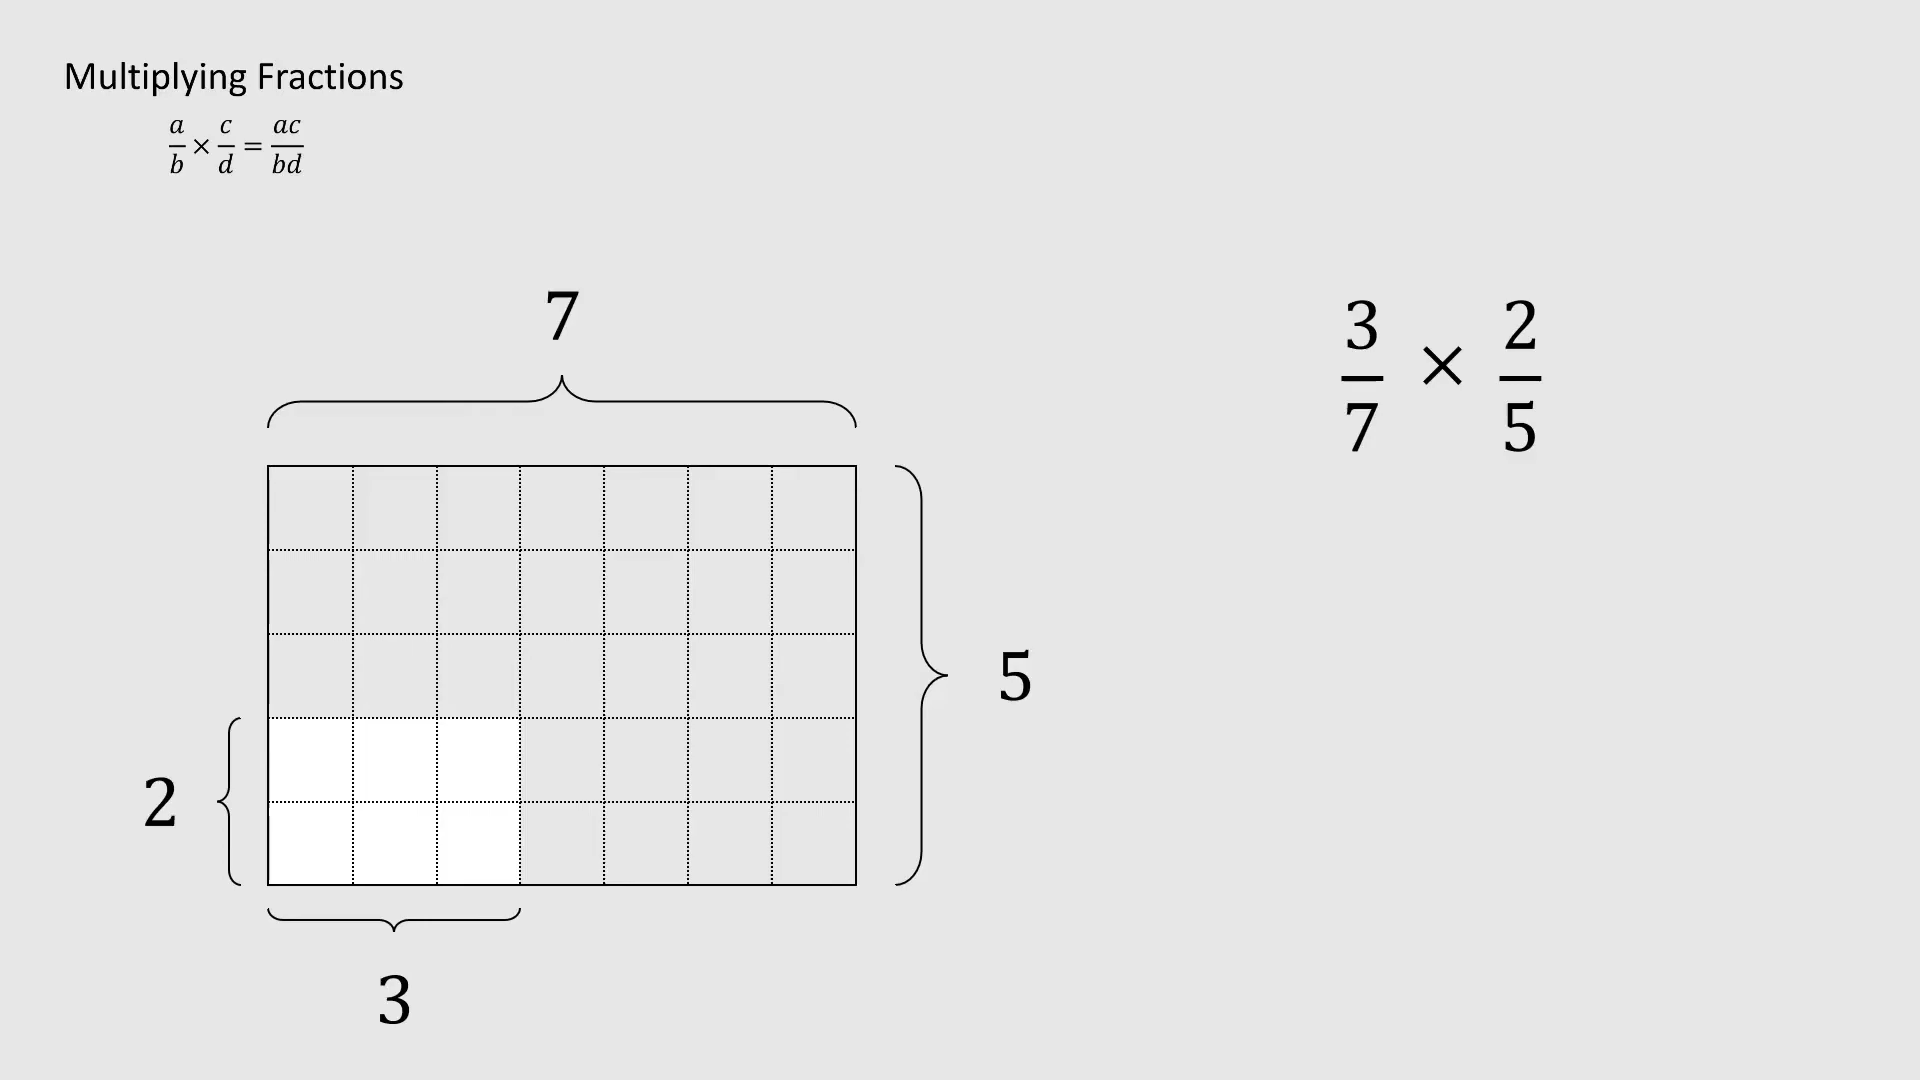 Multiplying Fractions
a/b × c/d = ac/bd
7
3/7 × 2/5
5
2
3